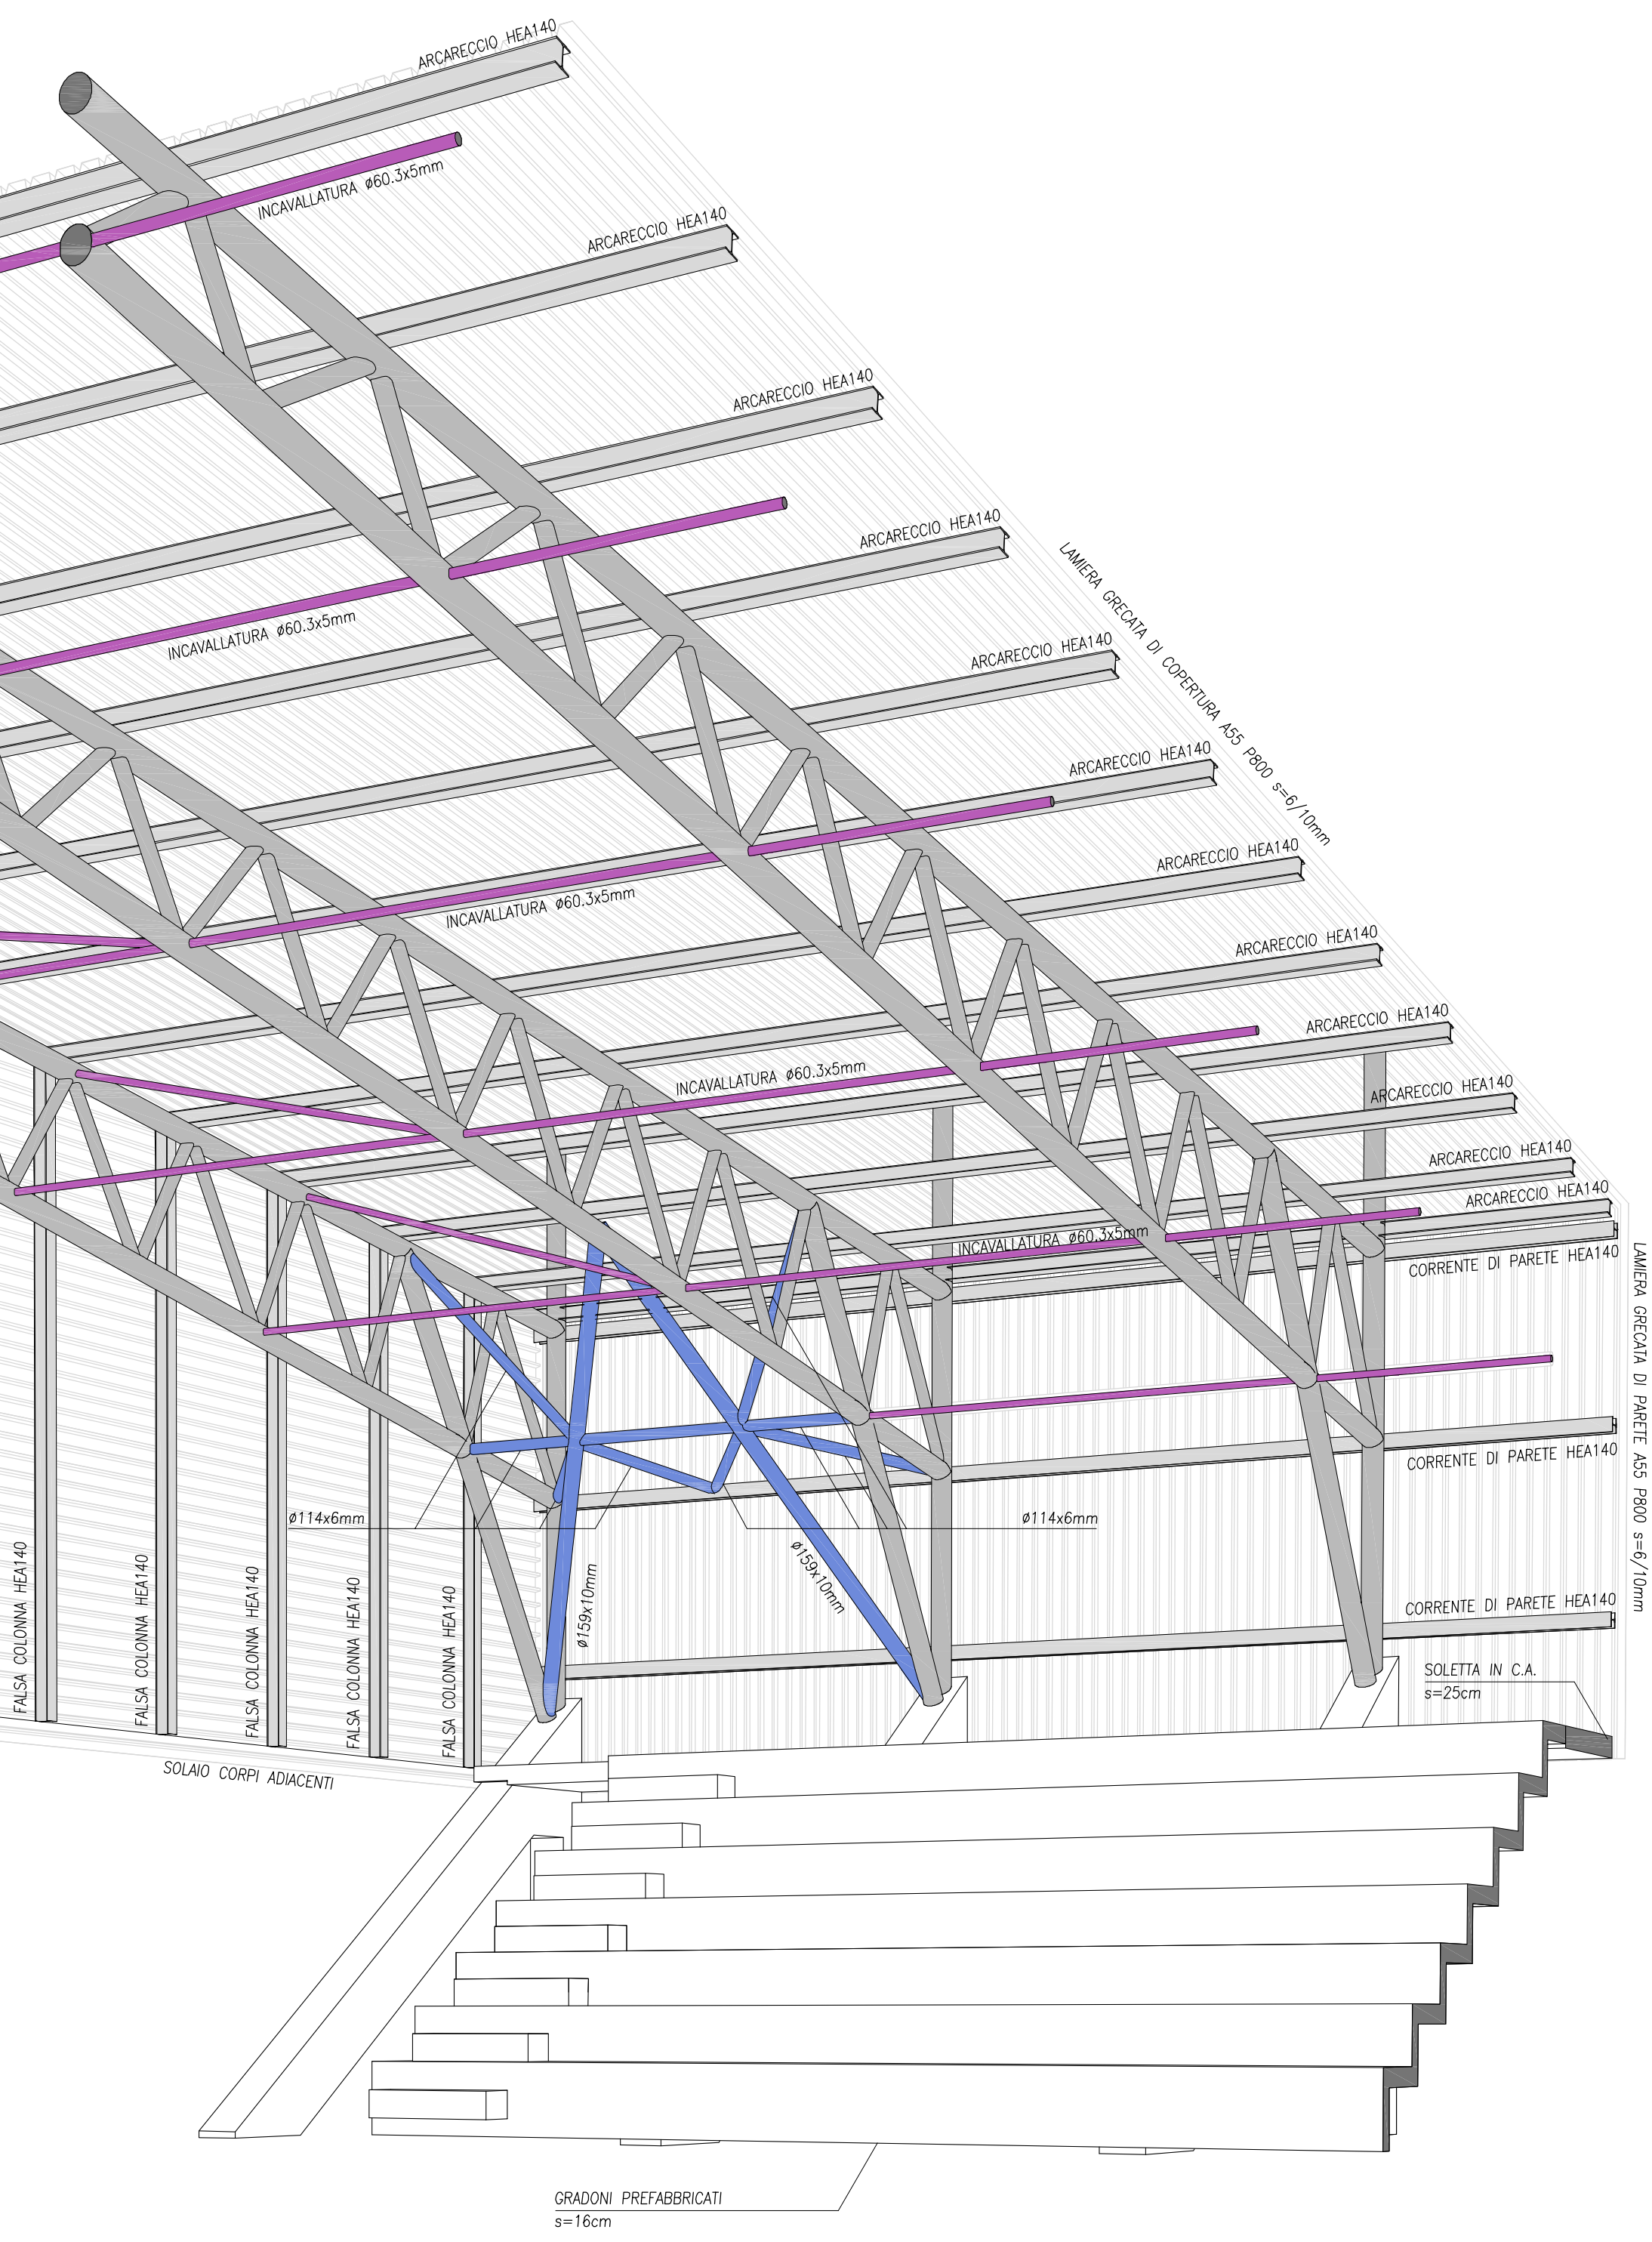 ARCARECCIO HEA140
INCAVALLATURA ø60.3x5mm
ARCARECCIO HEA140
ARCARECCIO HEA140
ARCARECCIO HEA140
LAMIERA GRECATA DI COPERTURA A55 P800 s=6/10mm
INCAVALLATURA ø60.3x5mm
ARCARECCIO HEA140
ARCARECCIO HEA140
ARCARECCIO HEA140
INCAVALLATURA ø60.3x5mm
ARCARECCIO HEA140
ARCARECCIO HEA140
INCAVALLATURA ø60.3x5mm
ARCARECCIO HEA140
ARCARECCIO HEA140
ARCARECCIO HEA140
INCAVALLATURA ø60.3x5mm
CORRENTE DI PARETE HEA140
LAMIERA GRECATA DI PARETE A55 P800 s=6/10mm
CORRENTE DI PARETE HEA140
ø114x6mm
ø114x6mm
ø159x10mm
ø159x10mm
FALSA COLONNA HEA140
FALSA COLONNA HEA140
FALSA COLONNA HEA140
FALSA COLONNA HEA140
FALSA COLONNA HEA140
CORRENTE DI PARETE HEA140
SOLETTA IN C.A.
s=25cm
SOLAIO CORPI ADIACENTI
GRADONI PREFABBRICATI
s=16cm